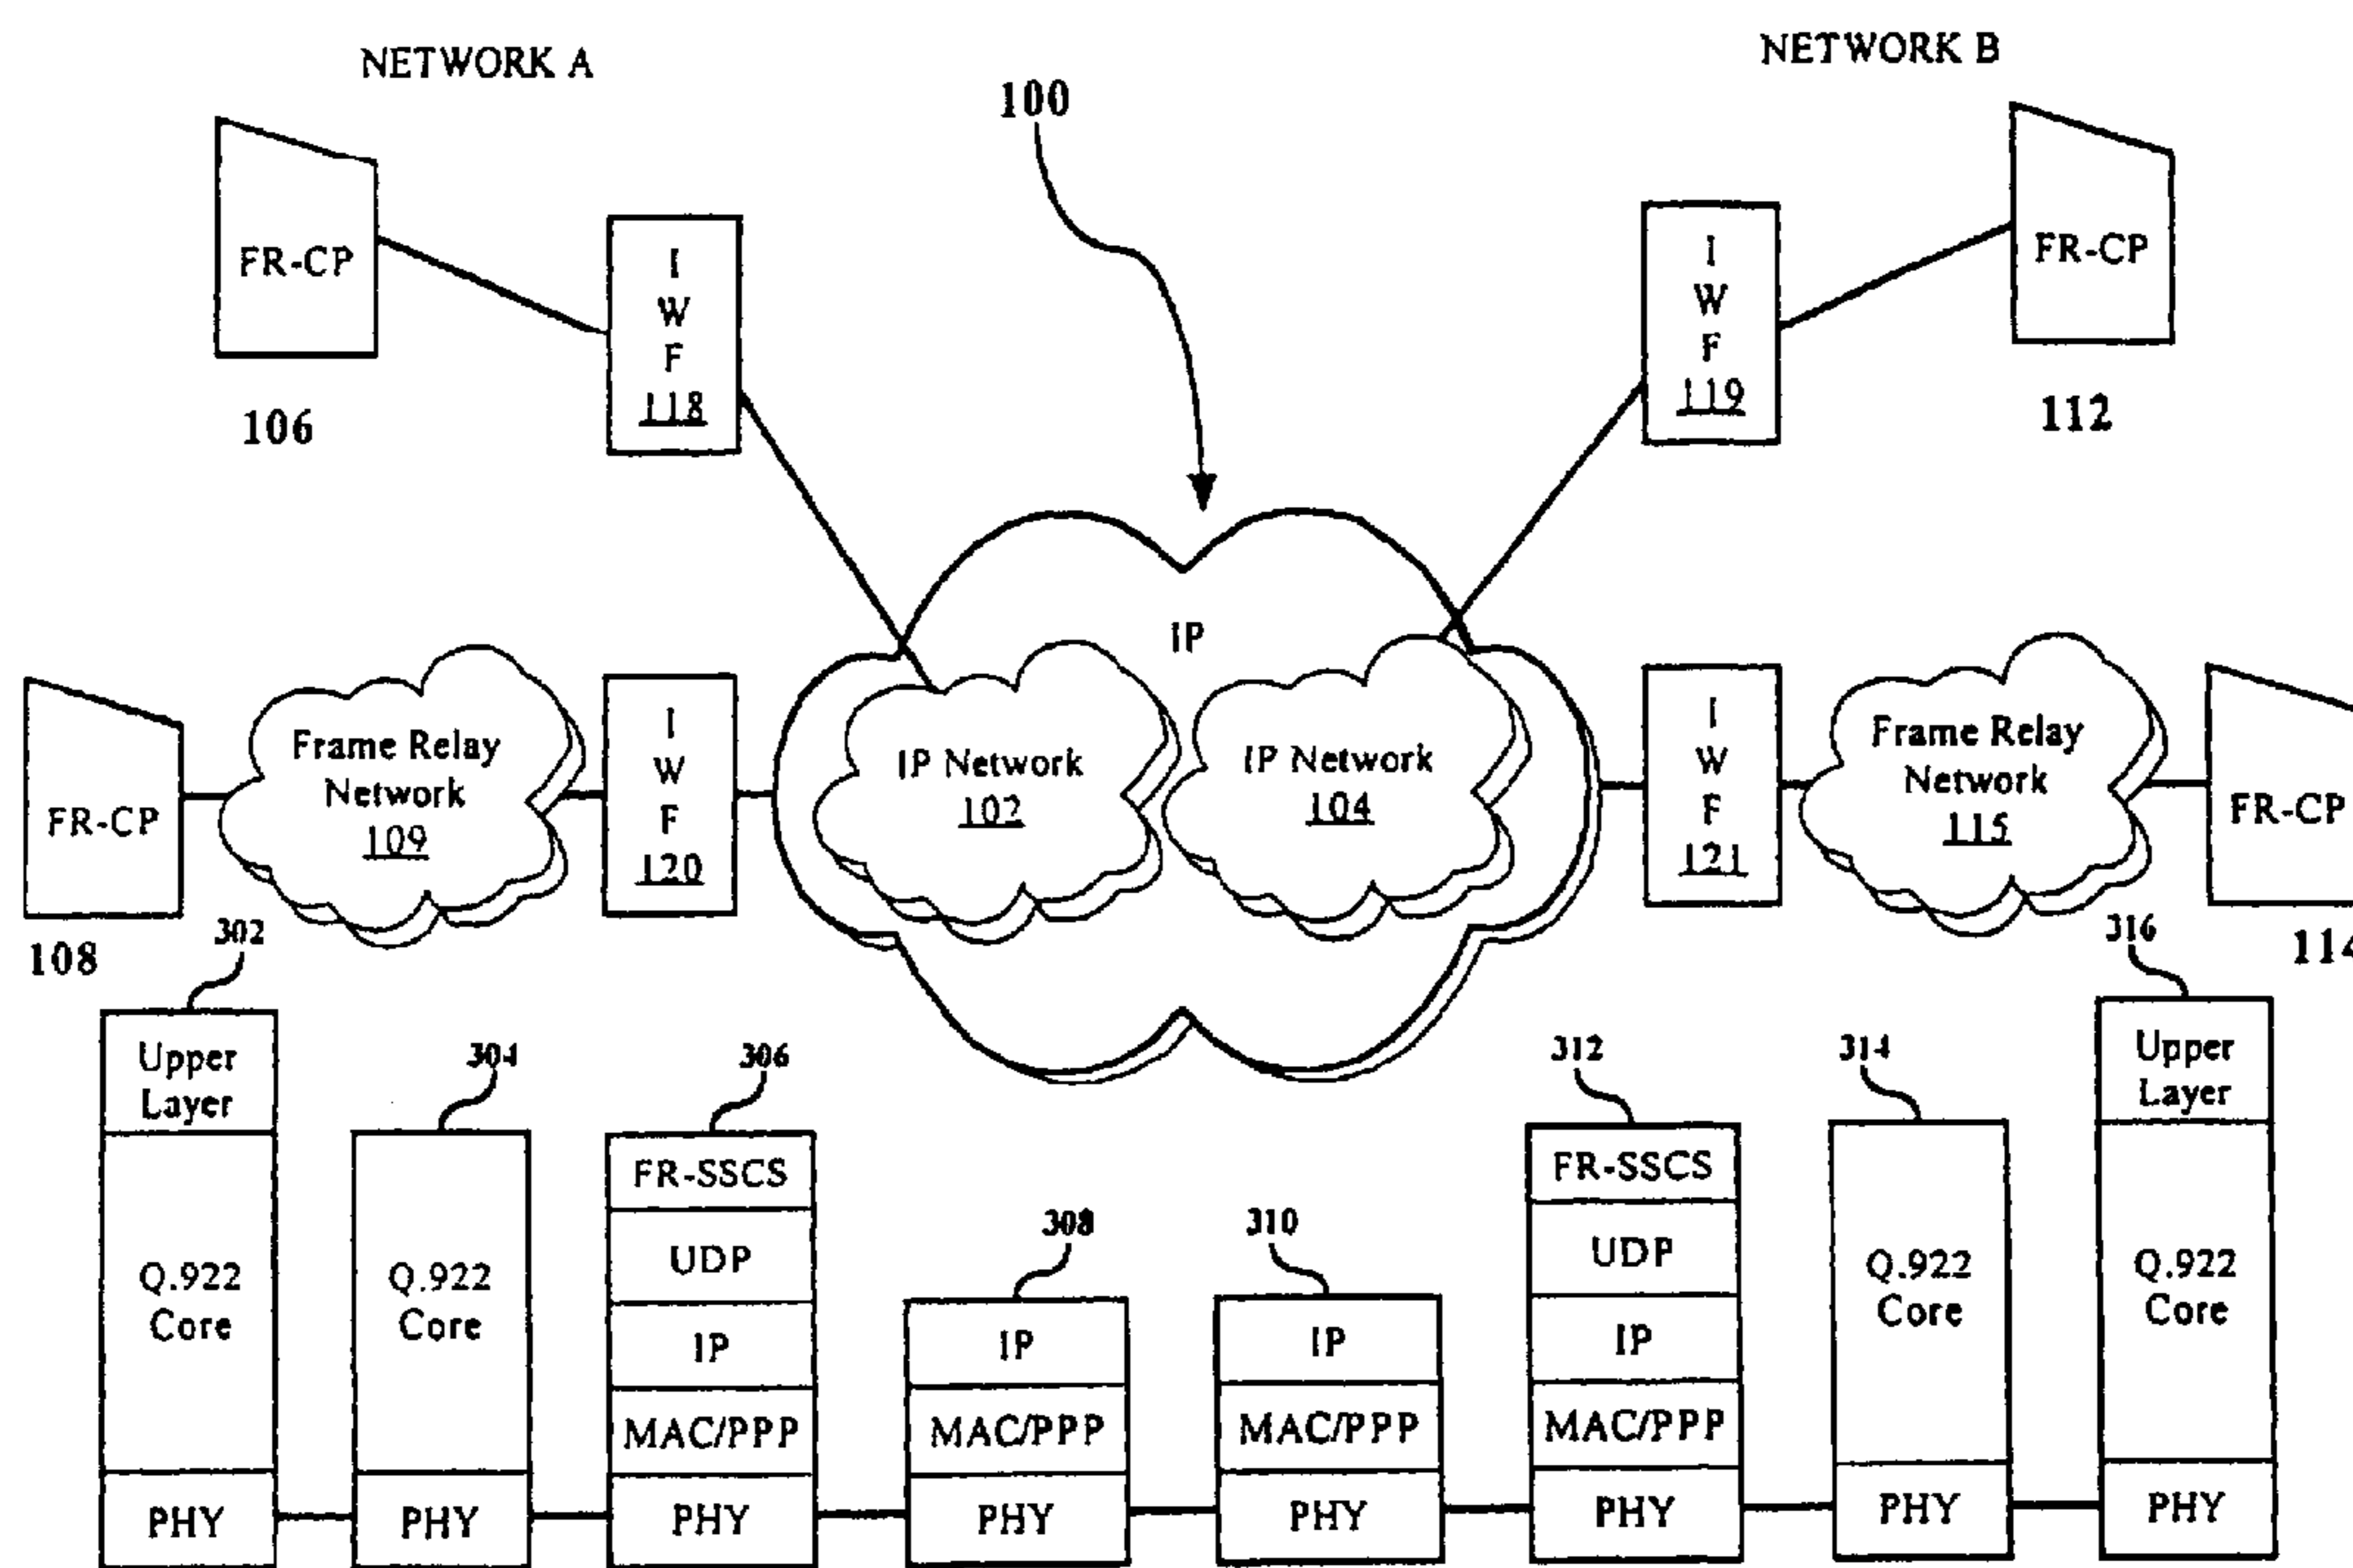 NETWORK A
NETWORK B
100
FR-CP
106
I
W
F
118
I
W
F
119
FR-CP
112
IP
FR-CP
108
Frame Relay
Network
109
I
W
F
120
IP Network
102
IP Network
104
I
W
F
121
Frame Relay
Network
115
FR-CP
114
302
Upper
Layer
Q.922
Core
PHY
304
Q.922
Core
PHY
306
FR-SSCS
UDP
IP
MAC/PPP
PHY
308
IP
MAC/PPP
PHY
310
IP
MAC/PPP
PHY
312
FR-SSCS
UDP
IP
MAC/PPP
PHY
314
Q.922
Core
PHY
316
Upper
Layer
Q.922
Core
PHY